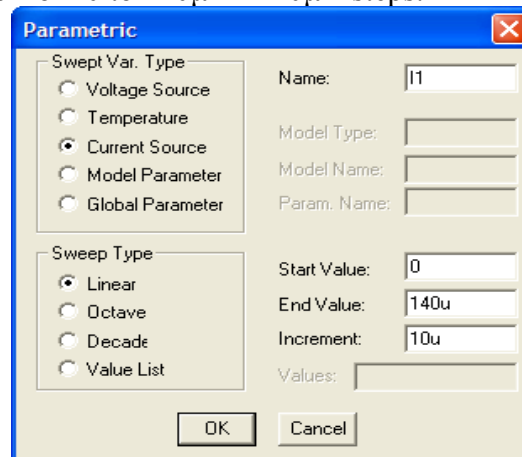 Parametric
Swept Var. Type
Voltage Source
Temperature
Current Source
Model Parameter
Global Parameter
Name: I1
Model Type:
Model Name:
Param. Name:
Sweep Type
Linear
Octave
Decade
Value List
Start Value: 0
End Value: 140u
Increment: 10u
Values:
OK
Cancel